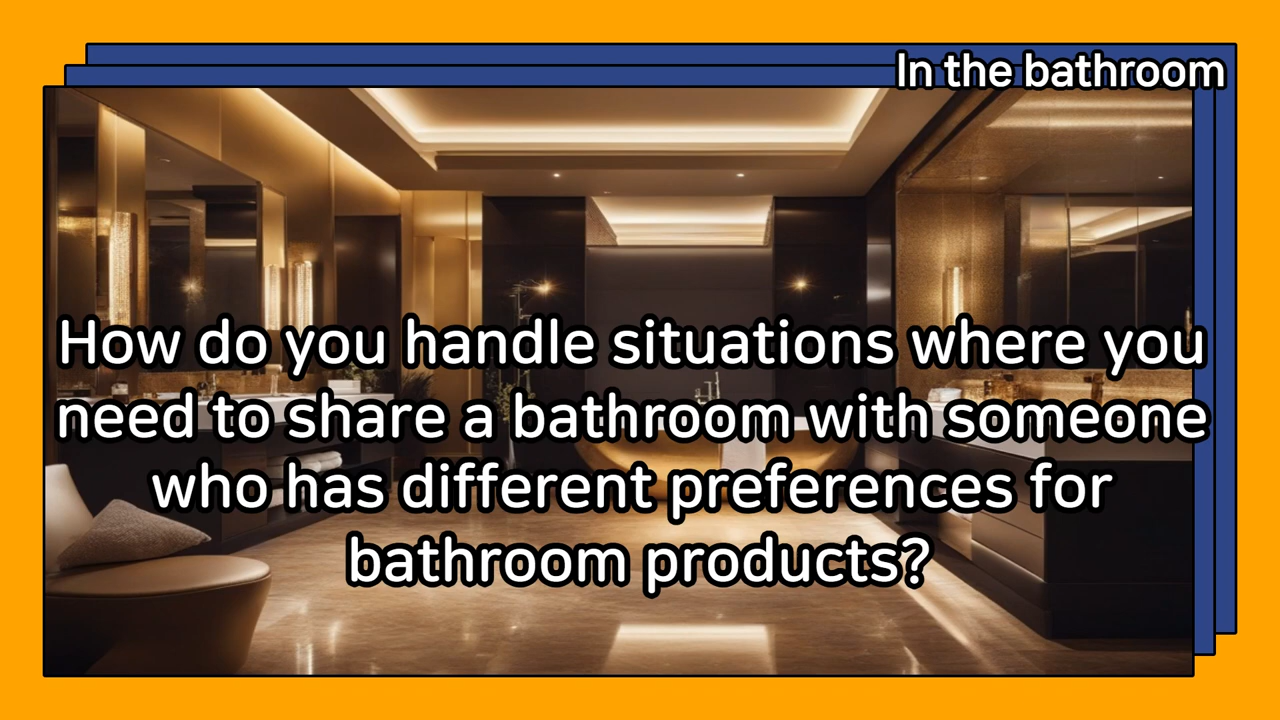 In the bathroom
How do you handle situations where you
need to share a bathroom with someone
who has different preferences for
bathroom products?